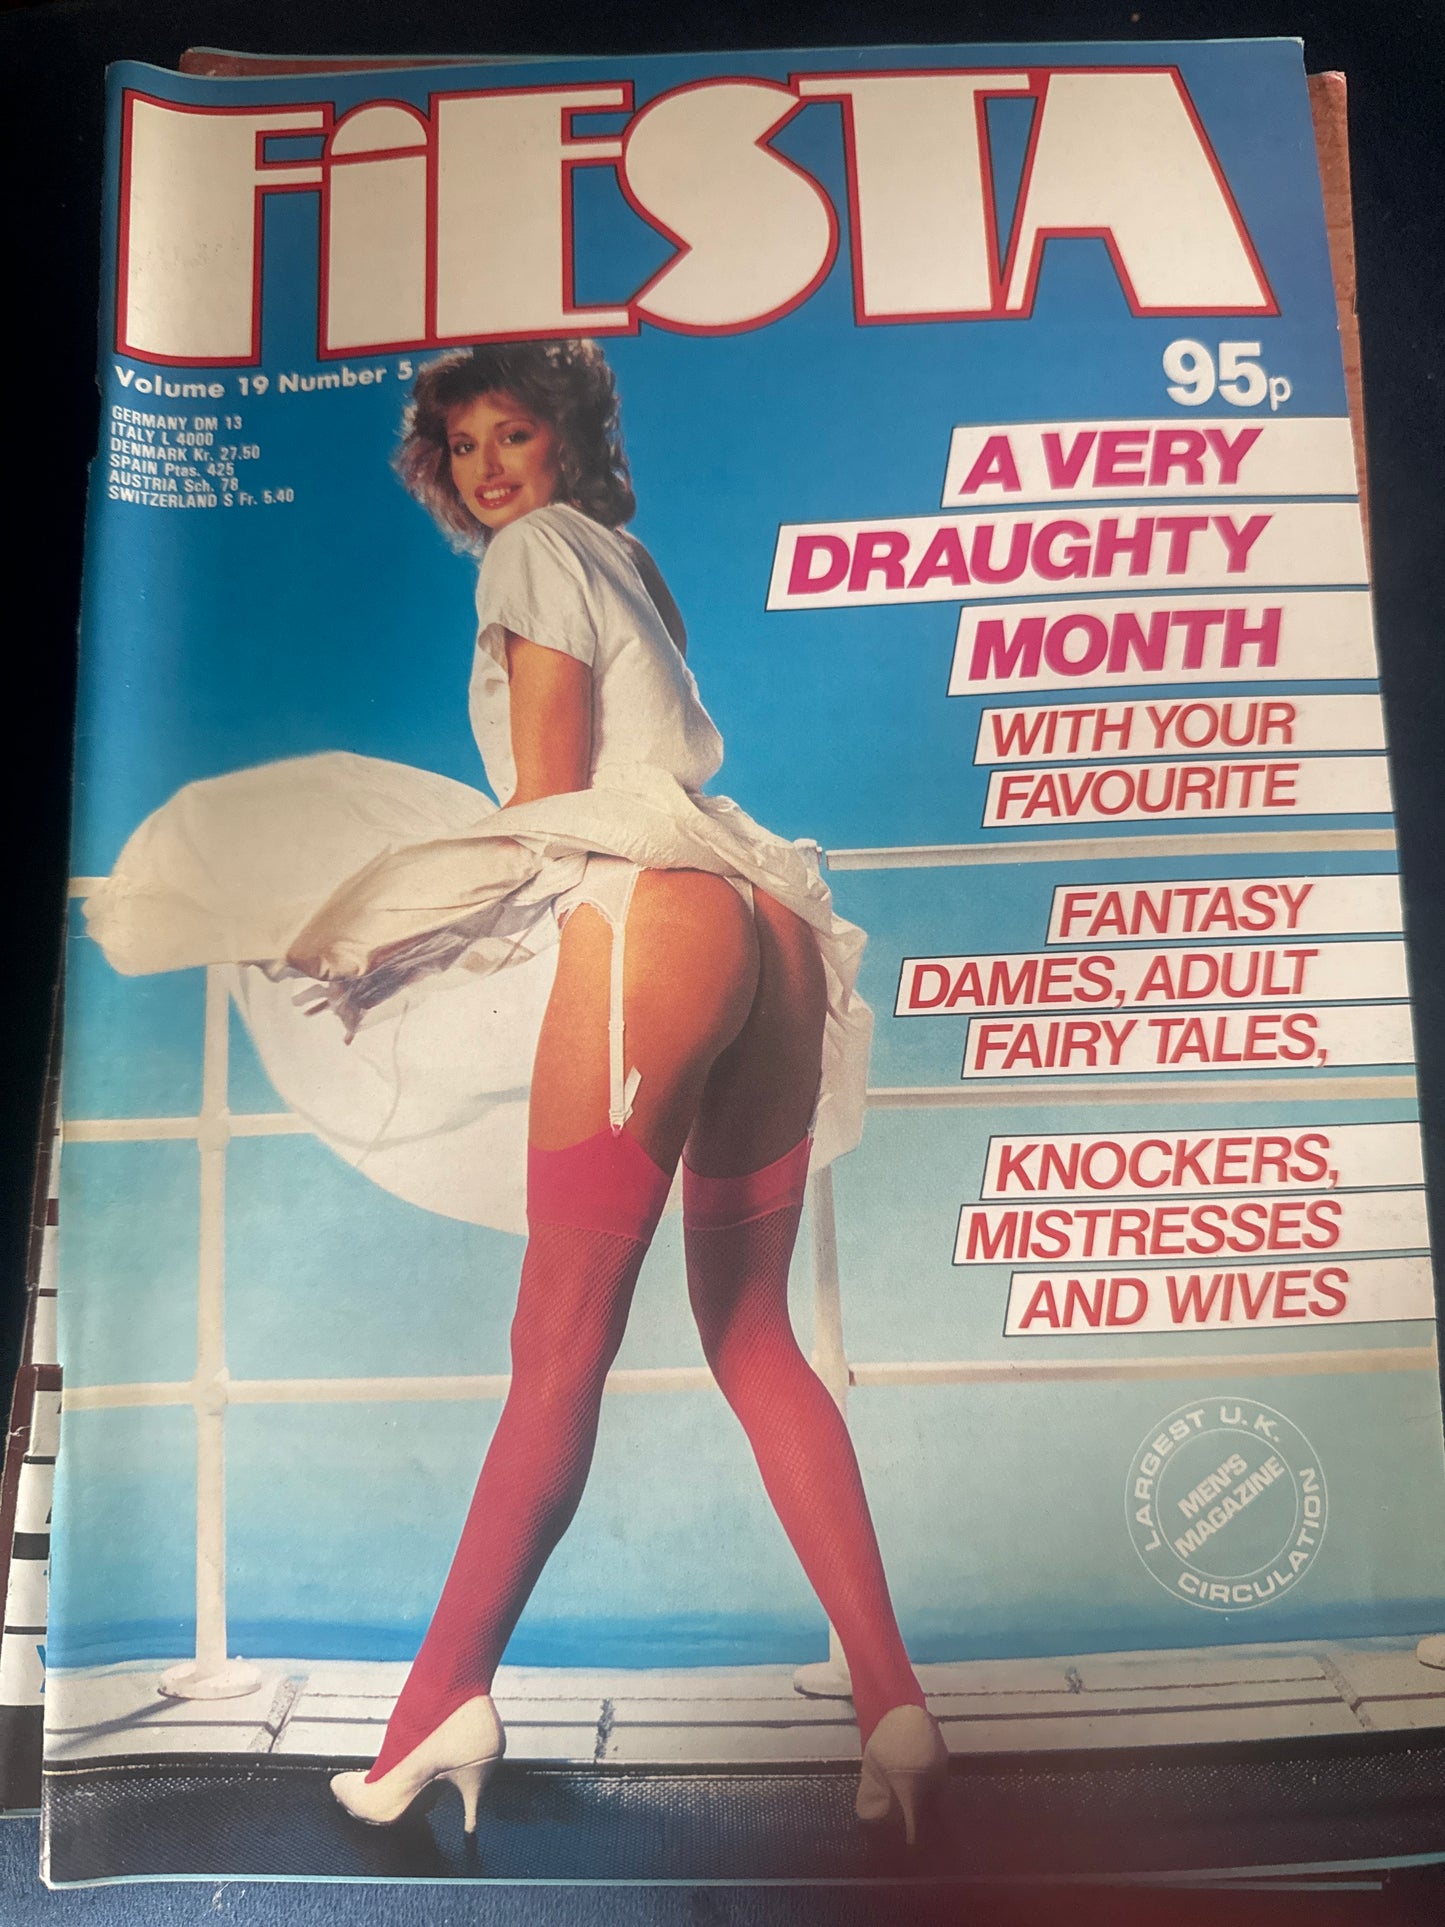 FiESTA
Volume 19 Number 5
95p
GERMANY DM 13
ITALY L 4000
DENMARK Kr. 27.50
SPAIN Ptas. 425
AUSTRIA Sch. 78
SWITZERLAND S Fr. 5.40
A VERY
DRAUGHTY
MONTH
WITH YOUR
FAVOURITE
FANTASY
DAMES, ADULT
FAIRY TALES,
KNOCKERS,
MISTRESSES
AND WIVES
LARGEST U.K.
MEN'S
MAGAZINE
CIRCULATION